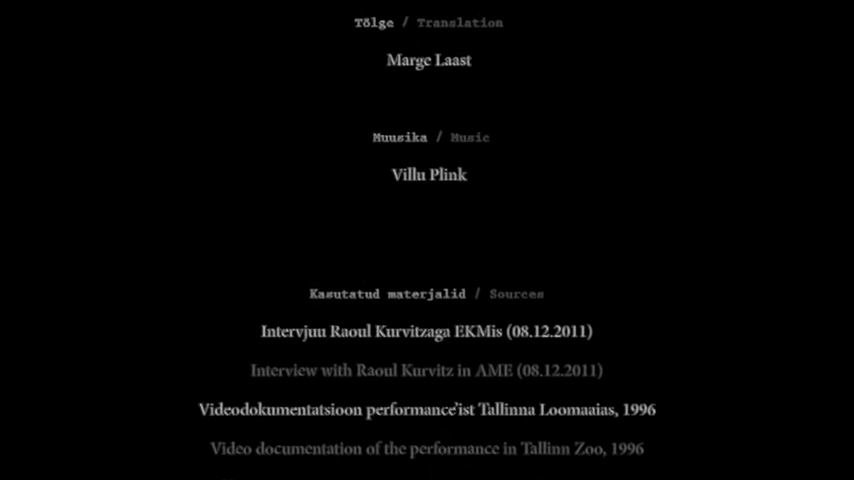 Tõlge / Translation
Marge Laast
Muusika / Music
Villu Plink
Kasutatud materjalid / Sources
Intervjuu Raoul Kurvitzaga EKMis (08.12.2011)
Interview with Raoul Kurvitz in AME (08.12.2011)
Videodokumentatsioon performance'ist Tallinna Loomaaias, 1996
Video documentation of the performance in Tallinn Zoo, 1996